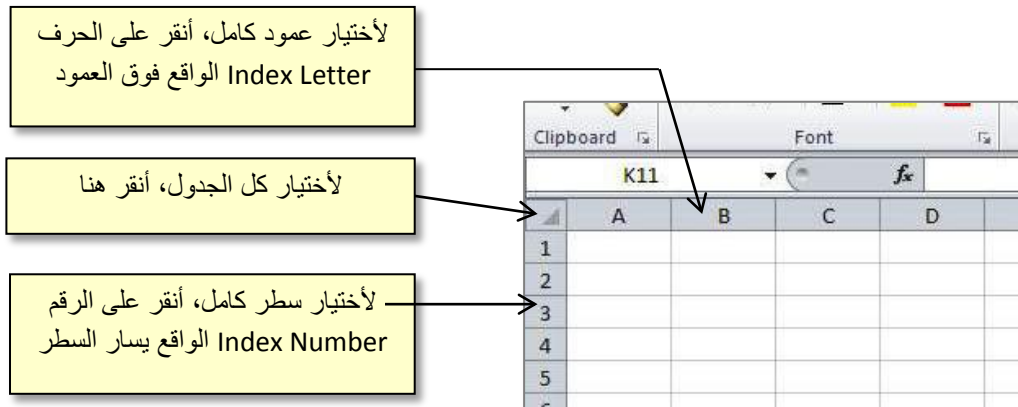 لأختيار عمود كامل، أنقر على الحرف
Index Letter الواقع فوق العمود
لأختيار كل الجدول، أنقر هنا
لأختيار سطر كامل، أنقر على الرقم
Index Number الواقع يسار السطر
Clipboard Font
K11 fx
A B C D
1
2
3
4
5